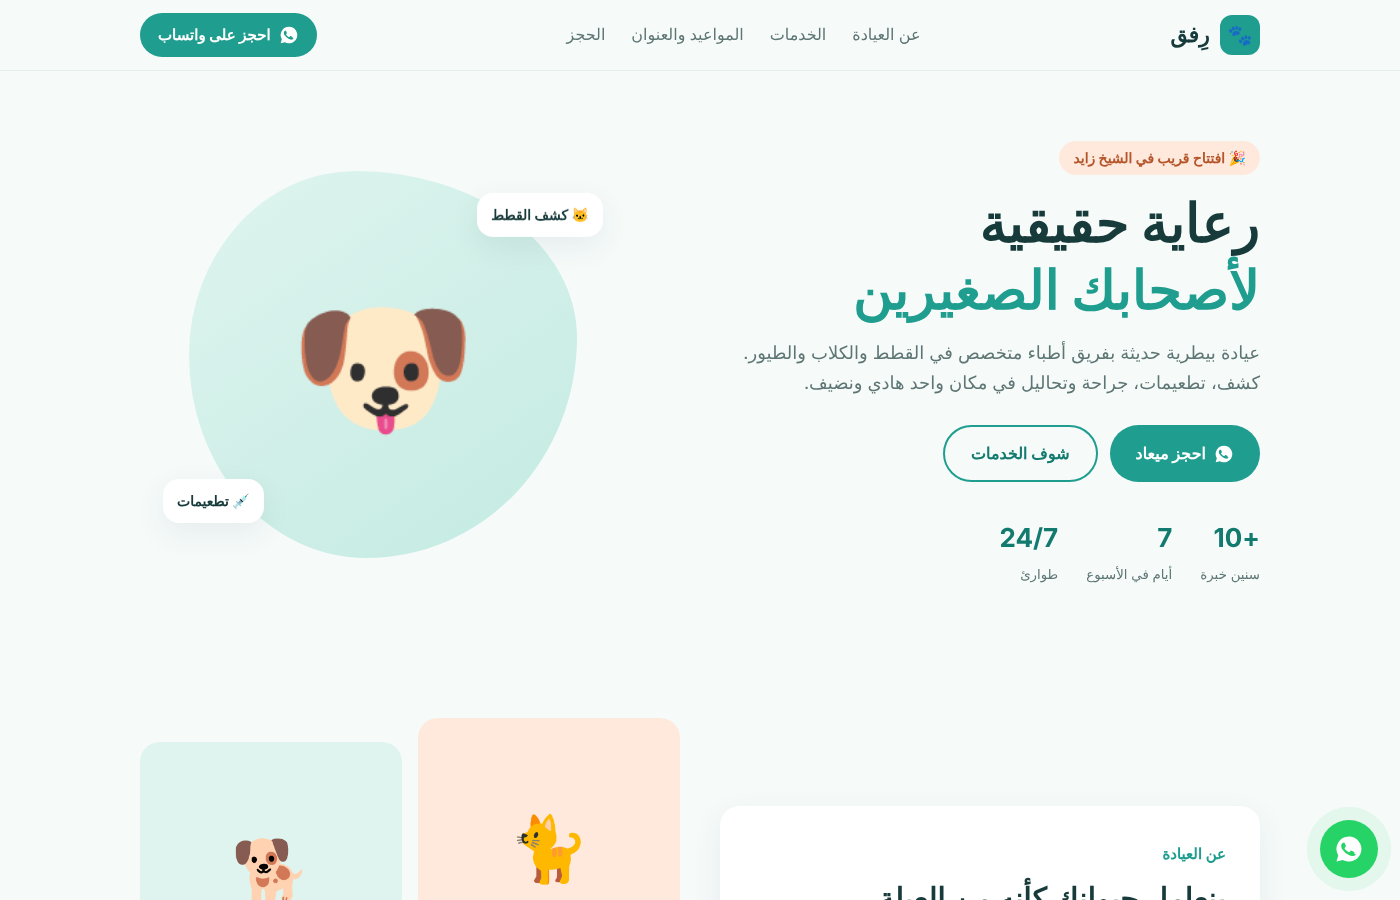 رِفق
عن العيادة
الخدمات
المواعيد والعنوان
الحجز
احجز على واتساب
افتتاح قريب في الشيخ زايد
رعاية حقيقية
لأصحابك الصغيرين
عيادة بيطرية حديثة بفريق أطباء متخصص في القطط والكلاب والطيور.
كشف، تطعيمات، جراحة وتحاليل في مكان واحد هادي ونضيف.
احجز ميعاد
شوف الخدمات
10+
سنين خبرة
7
أيام في الأسبوع
24/7
طوارئ
كشف القطط
تطعيمات
عن العيادة